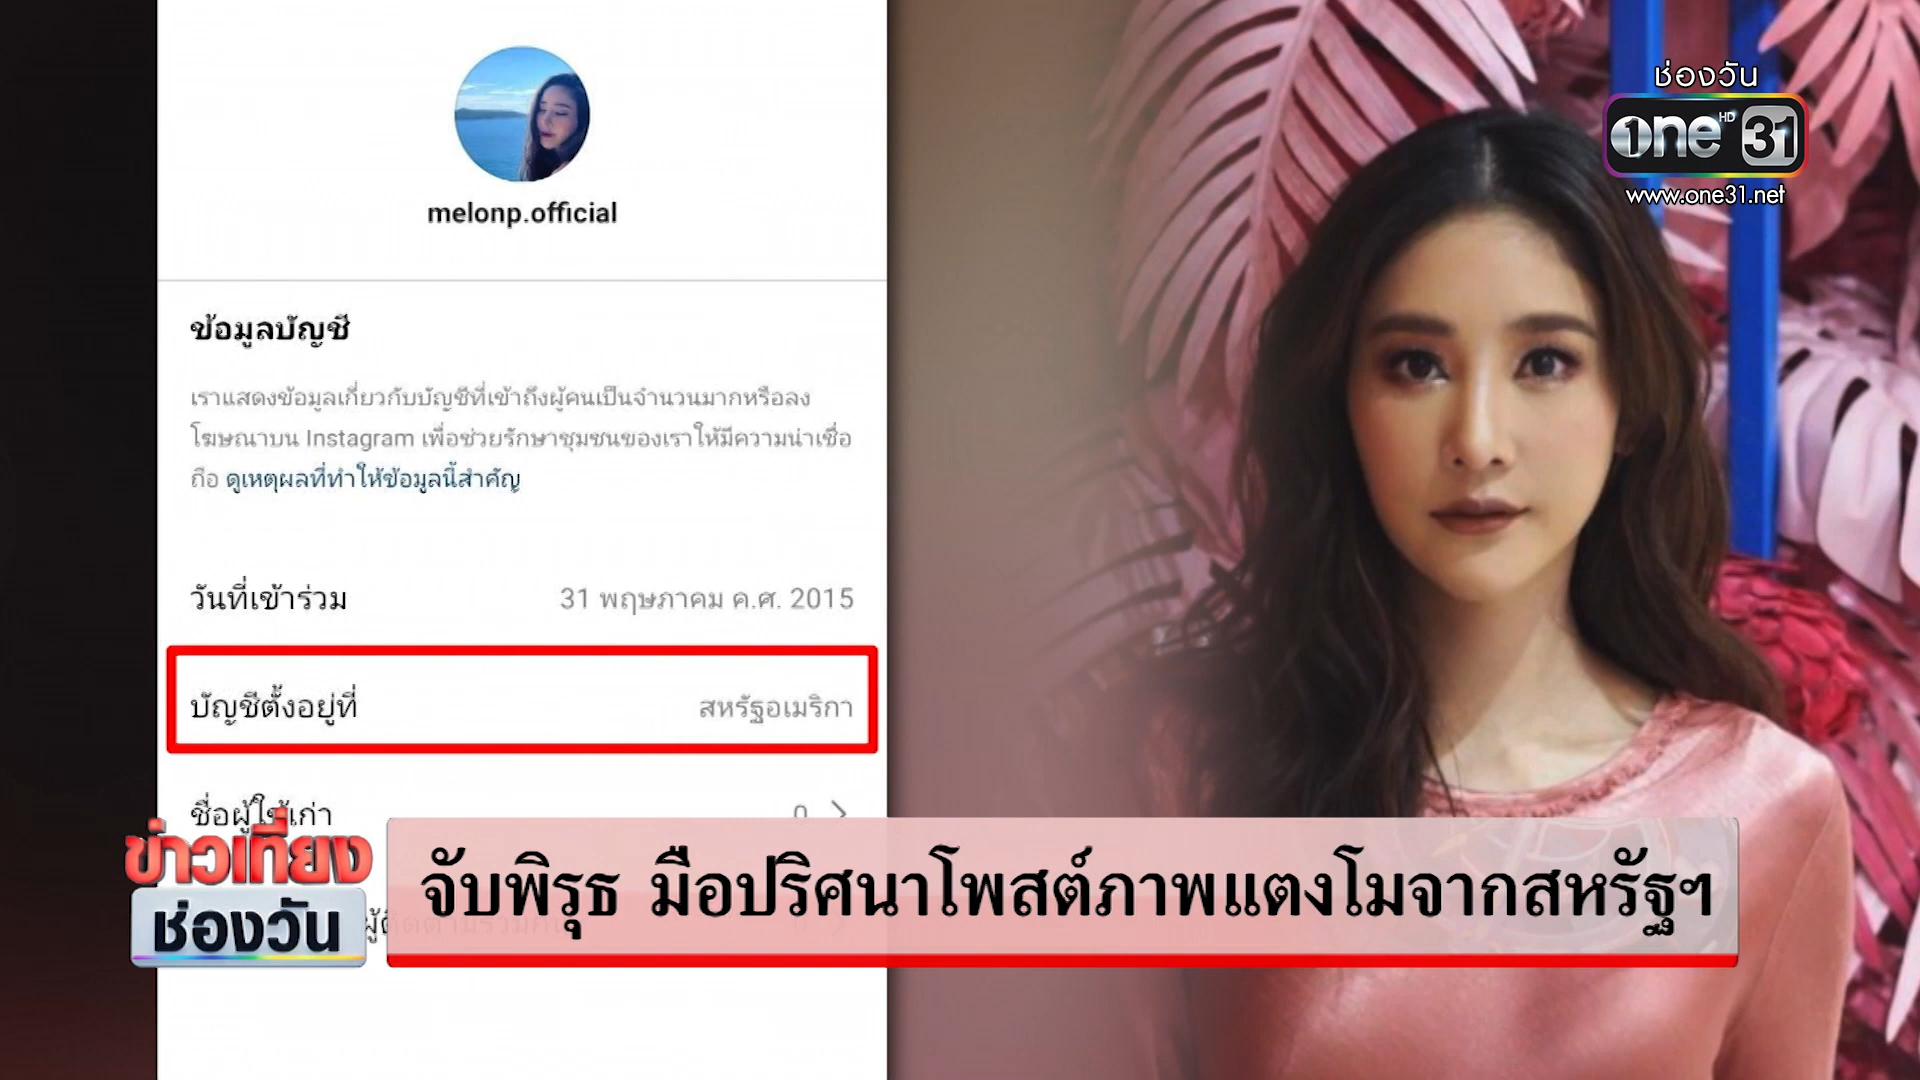 melonp.official
ข้อมูลบัญชี
เราแสดงข้อมูลเกี่ยวกับบัญชีที่เข้าถึงผู้คนเป็นจำนวนมากหรือลง
โฆษณาบน Instagram เพื่อช่วยรักษาชุมชนของเราให้มีความน่าเชื่อ
ถือ ดูเหตุผลที่ทำให้ข้อมูลนี้สำคัญ
วันที่เข้าร่วม 31 พฤษภาคม ค.ศ. 2015
บัญชีตั้งอยู่ที่ สหรัฐอเมริกา
ชื่อผู้ใช้เก่า 0
ช่องวัน
one HD 31
www.one31.net
ข่าวเที่ยง
ช่องวัน
จับพิรุธ มือปริศนาโพสต์ภาพแตงโมจากสหรัฐฯ